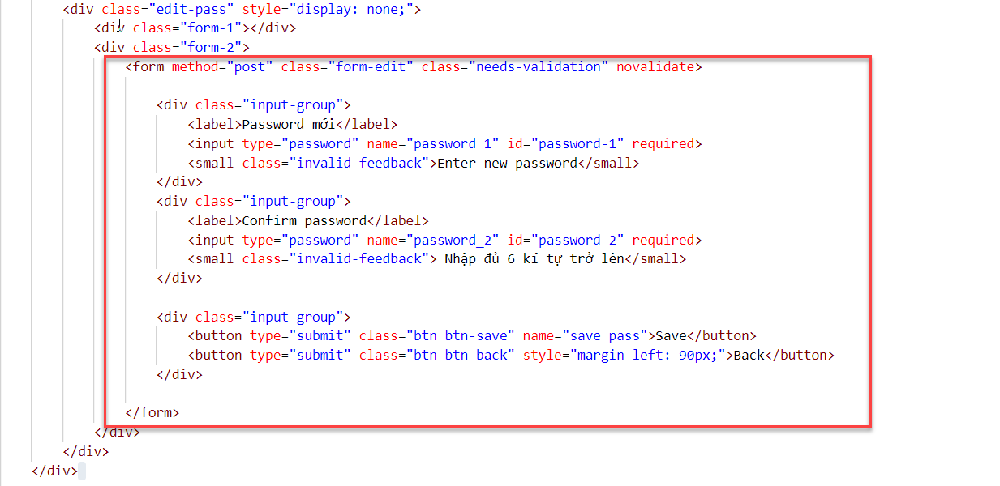 <div class="edit-pass" style="display: none;">
<div class="form-1"></div>
<div class="form-2">
<form method="post" class="form-edit" class="needs-validation" novalidate>
<div class="input-group">
<label>Password mới</label>
<input type="password" name="password_1" id="password-1" required>
<small class="invalid-feedback">Enter new password</small>
</div>
<div class="input-group">
<label>Confirm password</label>
<input type="password" name="password_2" id="password-2" required>
<small class="invalid-feedback"> Nhập đủ 6 kí tự trở lên</small>
</div>
<div class="input-group">
<button type="submit" class="btn btn-save" name="save_pass">Save</button>
<button type="submit" class="btn btn-back" style="margin-left: 90px;">Back</button>
</div>
</form>
</div>
</div>
</div>